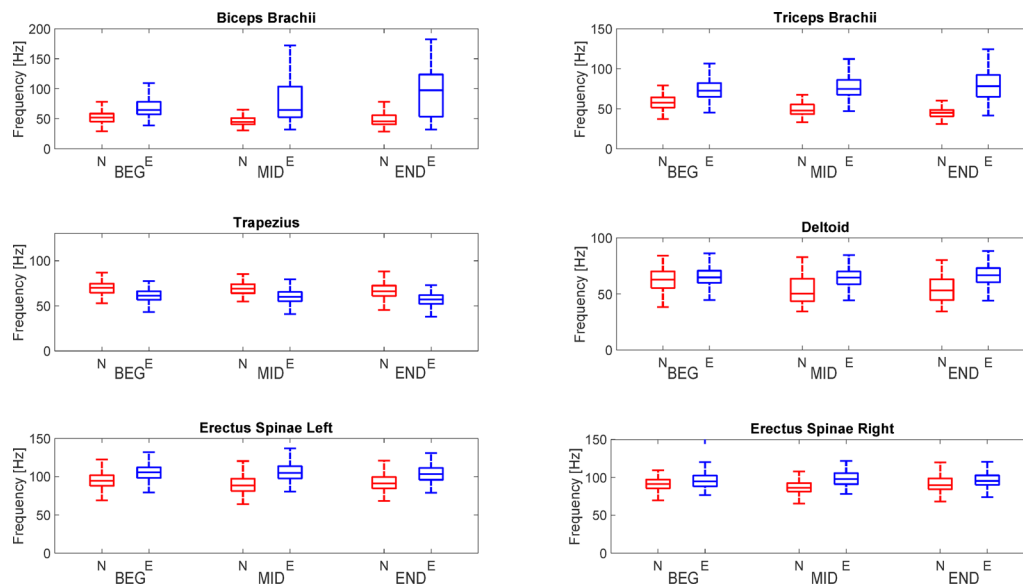 Biceps Brachii
Frequency [Hz]
200
150
100
50
0
N E N E N E
BEG MID END
Triceps Brachii
Frequency [Hz]
150
100
50
0
N E N E N E
BEG MID END
Trapezius
Frequency [Hz]
100
50
0
N E N E N E
BEG MID END
Deltoid
Frequency [Hz]
100
50
0
N E N E N E
BEG MID END
Erectus Spinae Left
Frequency [Hz]
150
100
50
0
N E N E N E
BEG MID END
Erectus Spinae Right
Frequency [Hz]
150
100
50
0
N E N E N E
BEG MID END